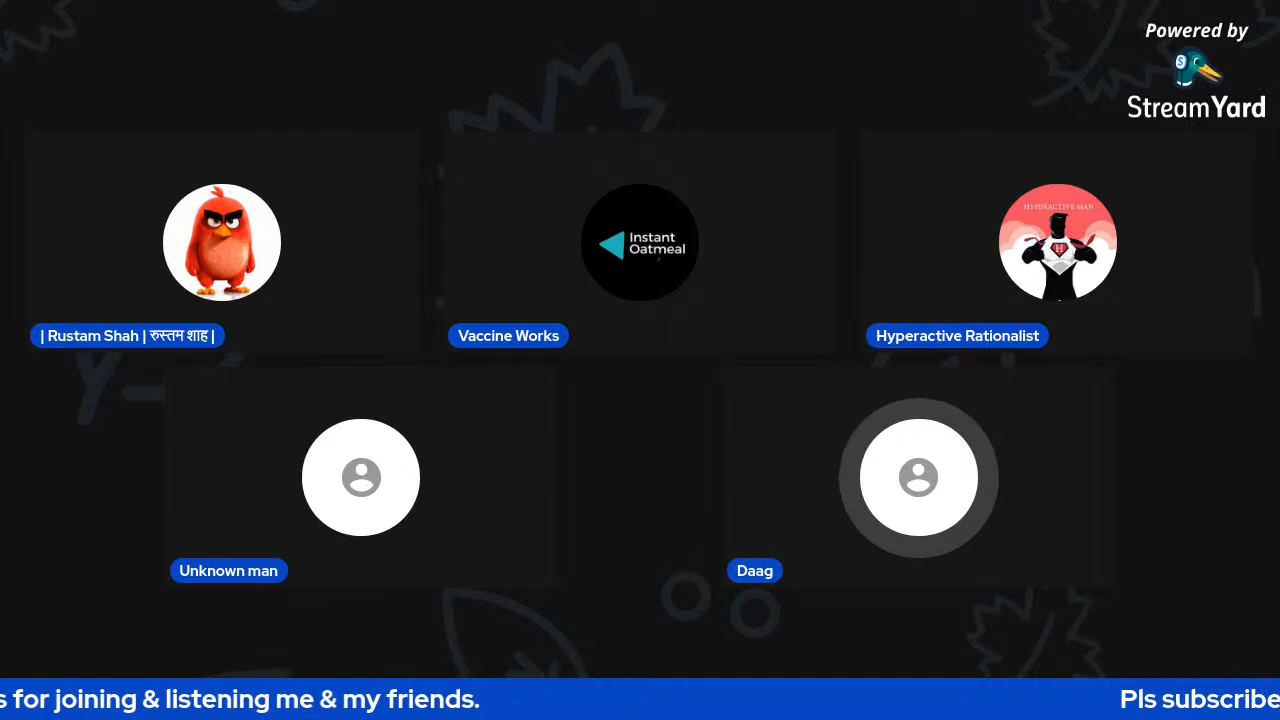 Powered by
StreamYard
Instant
Oatmeal
HYPERACTIVE MAN
H
| Rustam Shah | रुस्तम शाह |
Vaccine Works
Hyperactive Rationalist
Unknown man
Daag
s for joining & listening me & my friends.
Pls subscribe